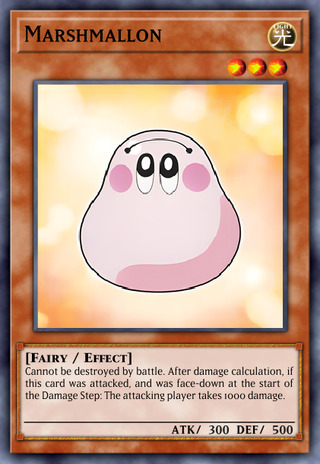 MARSHMALLON
LIGHT
光
[FAIRY / EFFECT]
Cannot be destroyed by battle. After damage calculation, if
this card was attacked, and was face-down at the start of
the Damage Step: The attacking player takes 1000 damage.
ATK/ 300 DEF/ 500